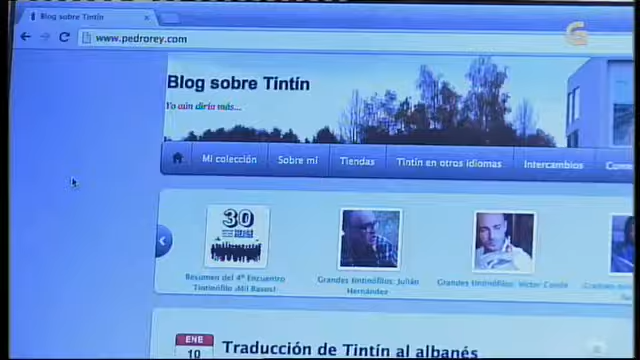 Blog sobre Tintín
www.pedrorey.com
Blog sobre Tintín
Yo aún diría más...
Mi colección
Sobre mi
Tiendas
Tintín en otros idiomas
Intercambios
30
Resumen del 4º Encuentro
Tintinófilo ¡Mil Rayos!
Grandes tintinófilos: Julián
Hernández
Grandes tintinófilos: Víctor Conde
Grandes
ENE
10
Traducción de Tintín al albanés